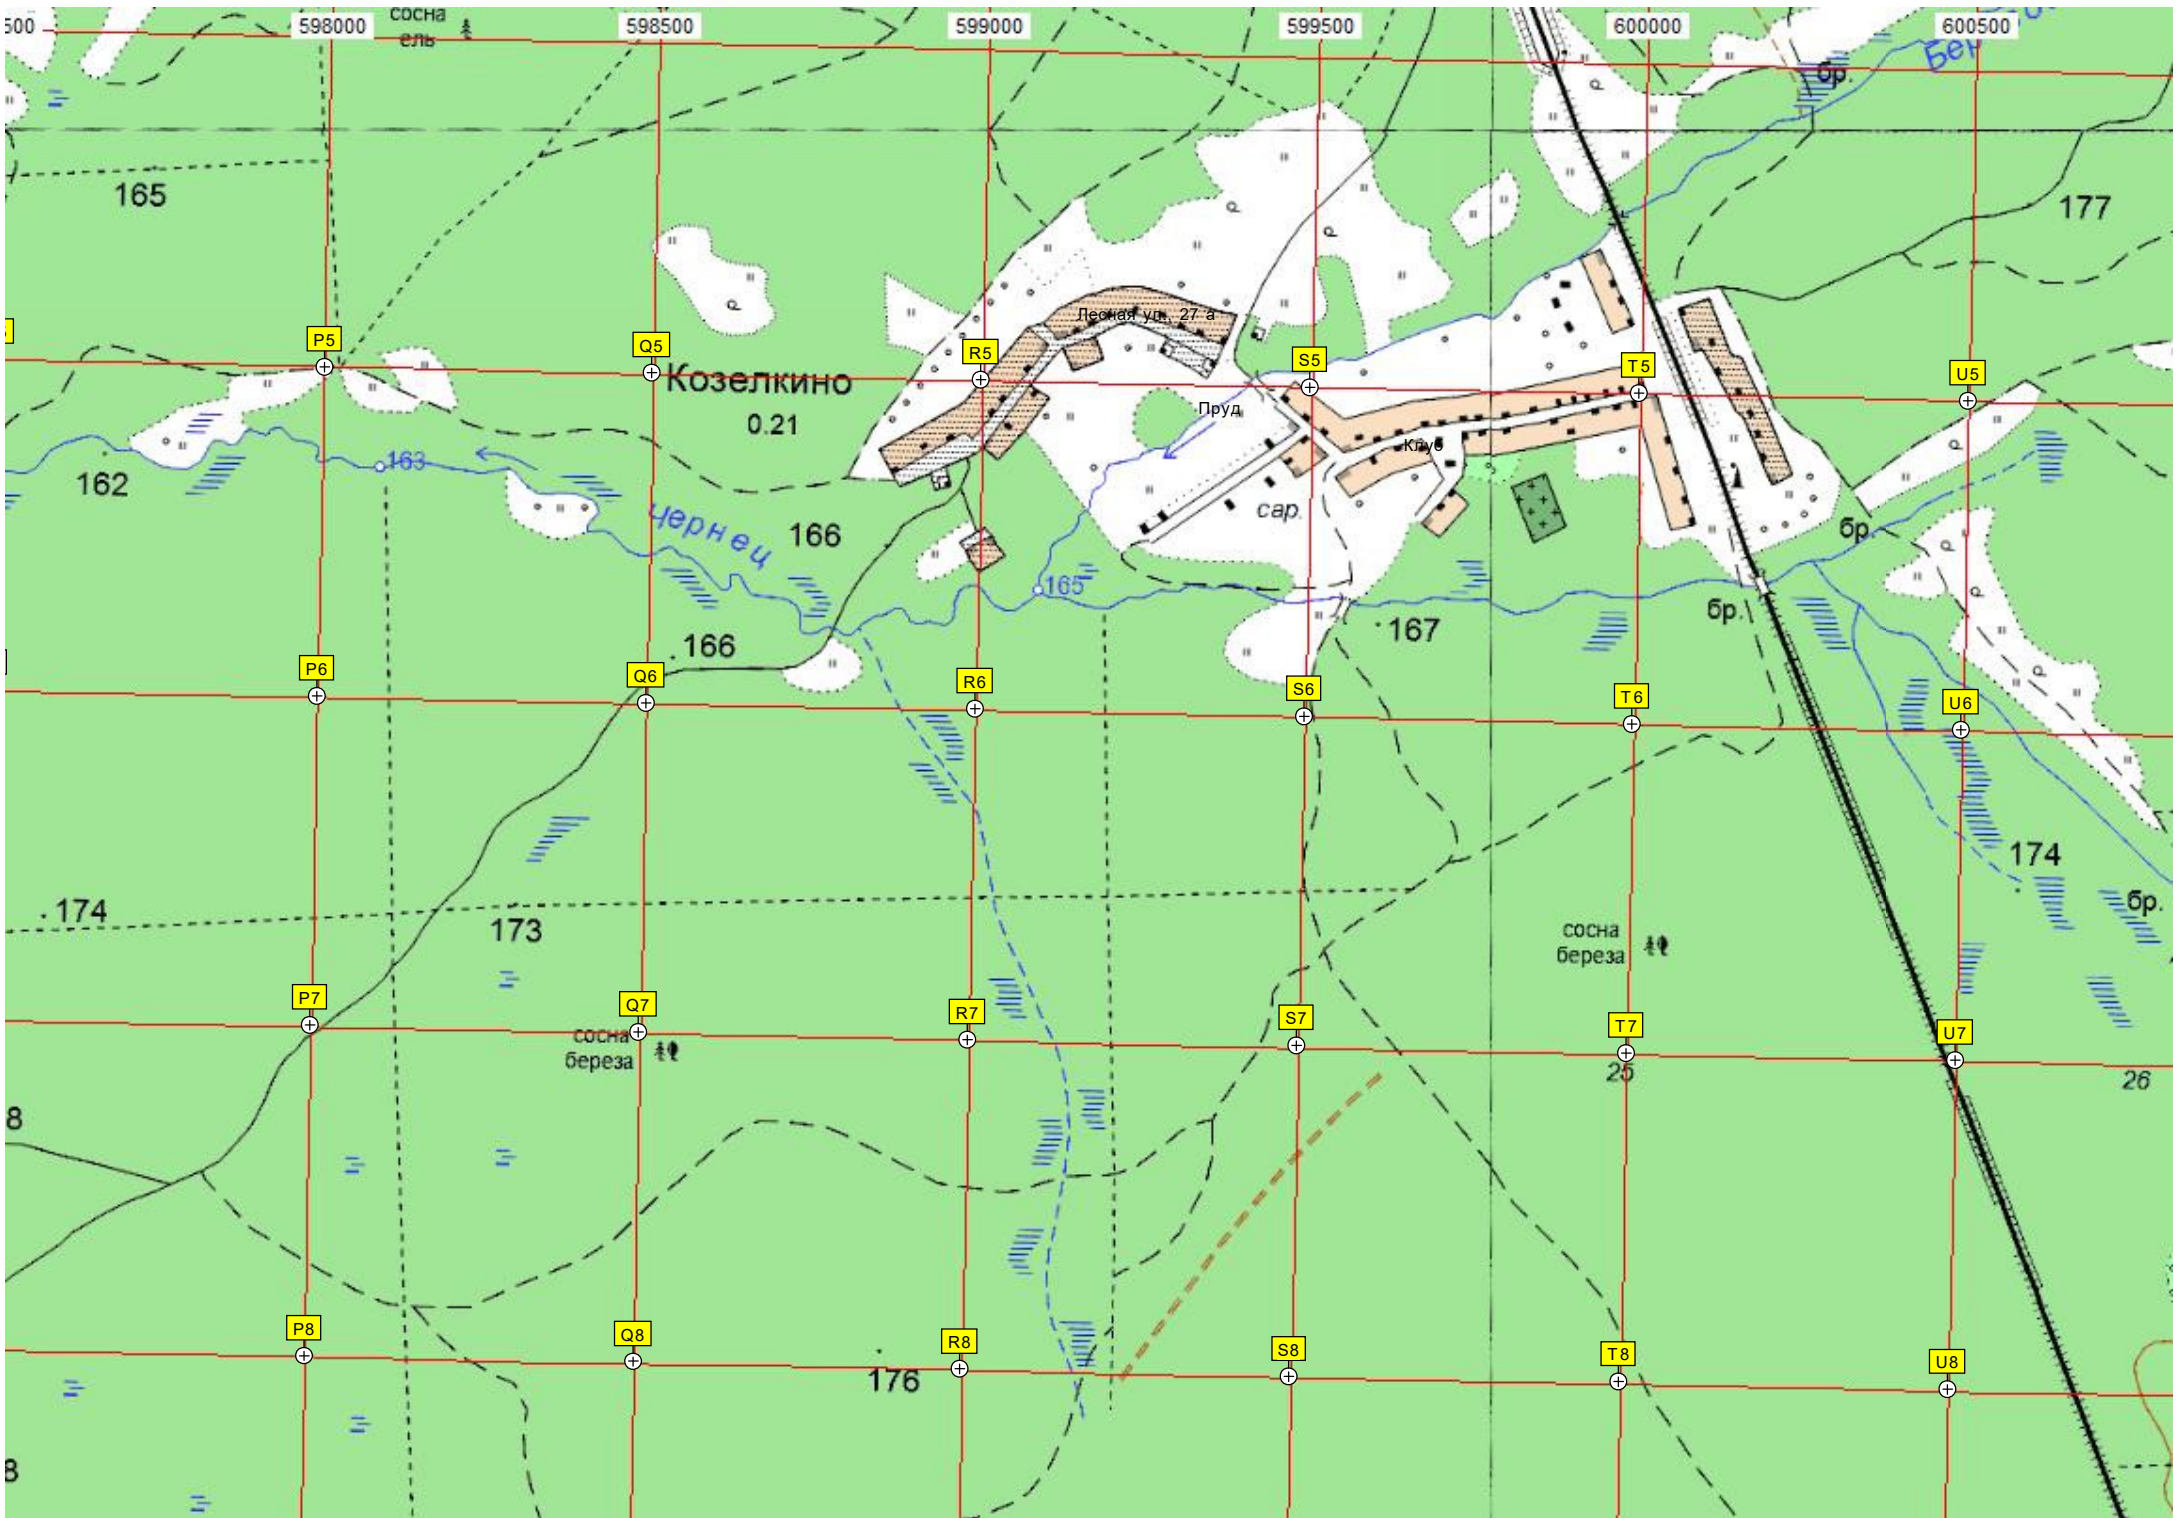 500
598000
598500
599000
599500
600000
600500
сосна
ель
бр.
165
177
Лесная ул., 27 а
P5
Q5
R5
S5
T5
U5
Козелкино
0.21
Пруд
Клуб
163
162
чернец
166
сар.
бр.
165
бр.
167
166
P6
Q6
R6
S6
T6
U6
174
174
173
бр.
сосна
береза
P7
Q7
R7
S7
T7
U7
сосна
береза
25
26
8
P8
Q8
R8
S8
T8
U8
176
8